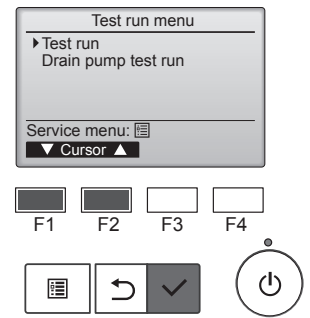 Test run menu
Test run
Drain pump test run
Service menu:
▼ Cursor ▲
F1 F2 F3 F4